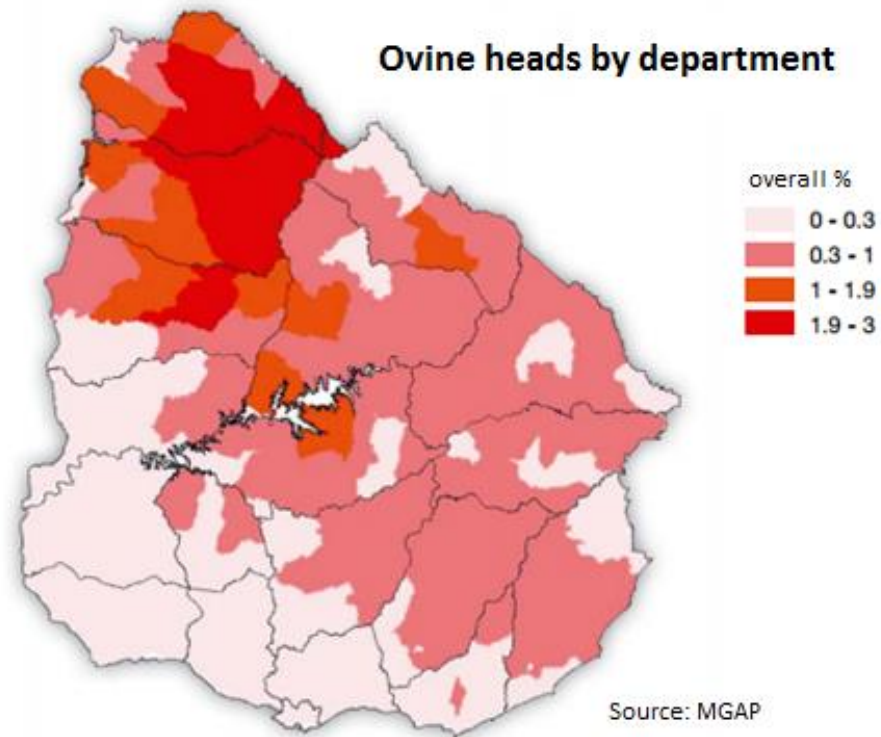 Ovine heads by department
overall %
0 - 0.3
0.3 - 1
1 - 1.9
1.9 - 3
Source: MGAP